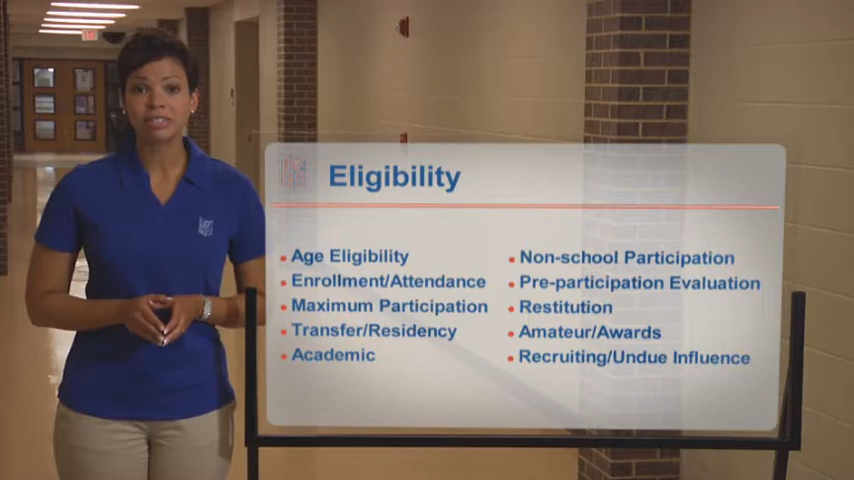 Eligibility
Age Eligibility
Enrollment/Attendance
Maximum Participation
Transfer/Residency
Academic
Non-school Participation
Pre-participation Evaluation
Restitution
Amateur/Awards
Recruiting/Undue Influence